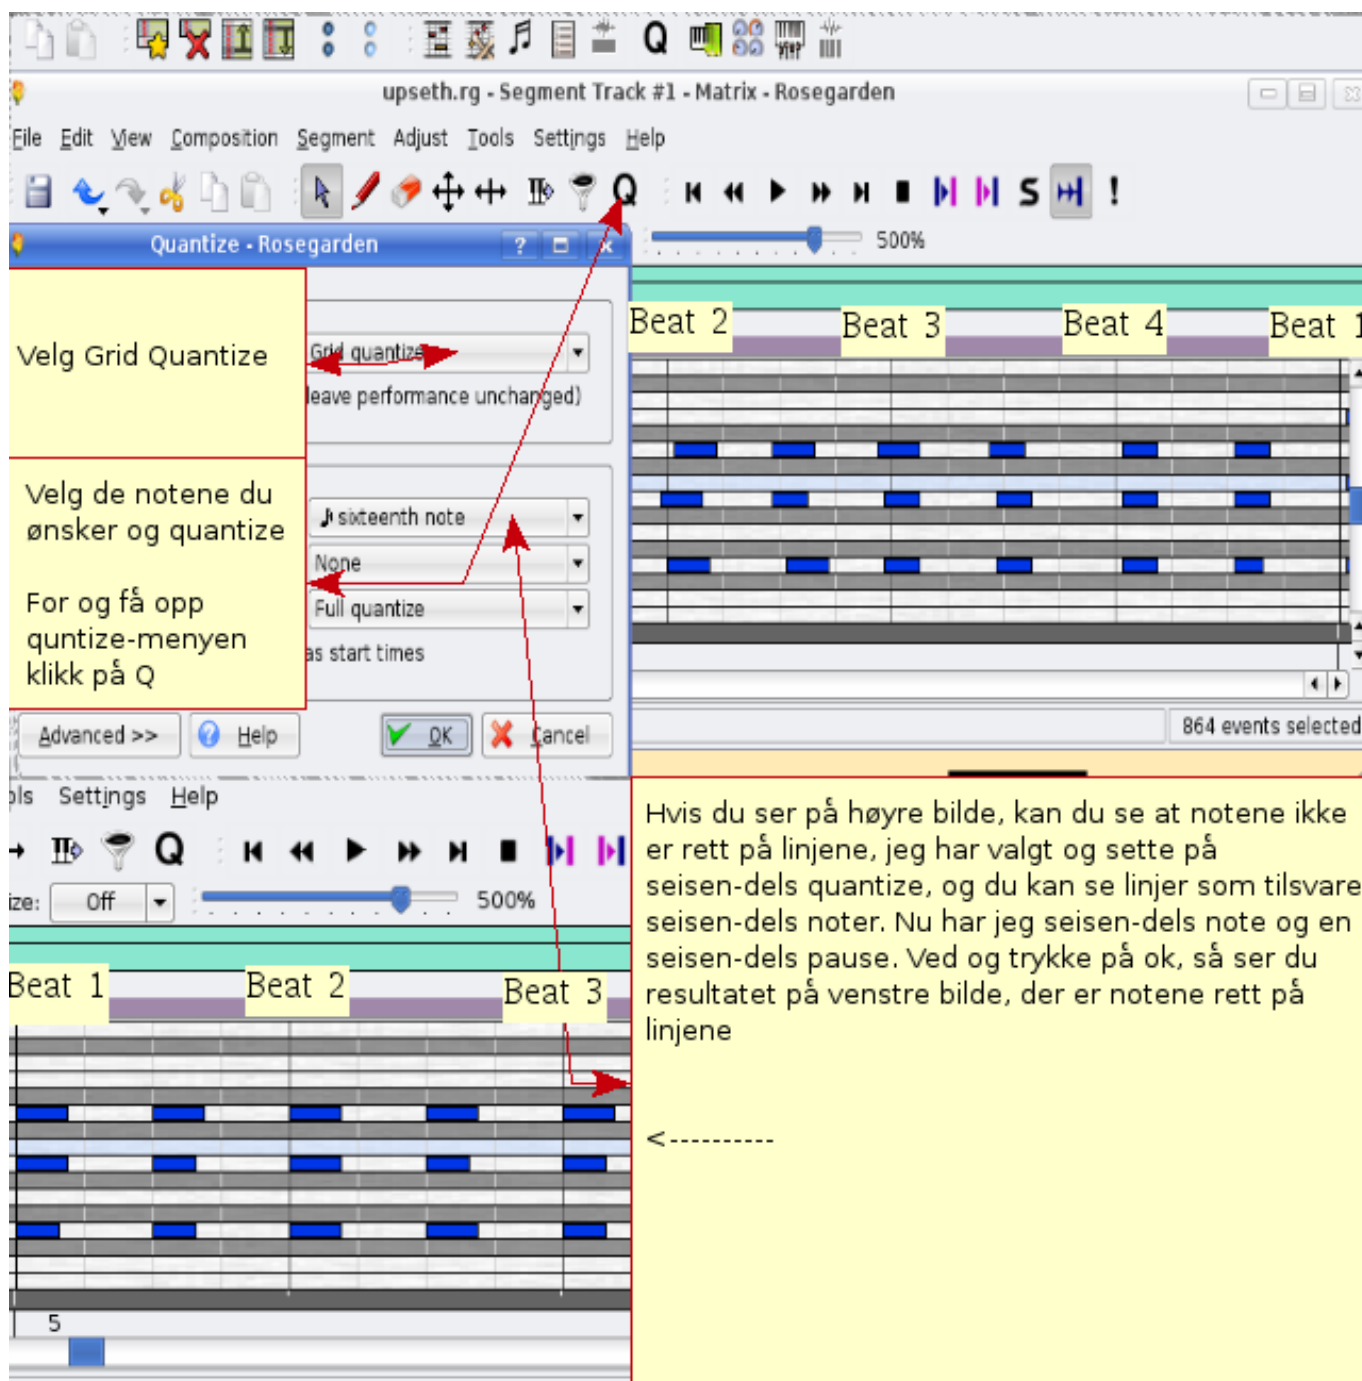 Q
upseth.rg - Segment Track #1 - Matrix - Rosegarden
File Edit View Composition Segment Adjust Tools Settings Help
Q S !
Quantize - Rosegarden ?
500%
Beat 2 Beat 3 Beat 4 Beat 1
Velg Grid Quantize
Grid quantize
leave performance unchanged)
Velg de notene du
ønsker og quantize
For og få opp
quntize-menyen
klikk på Q
sixteenth note
None
Full quantize
as start times
Advanced >> Help OK Cancel
864 events selected
ols Settings Help
Q
ize: Off 500%
Beat 1 Beat 2 Beat 3
5
Hvis du ser på høyre bilde, kan du se at notene ikke
er rett på linjene, jeg har valgt og sette på
seisen-dels quantize, og du kan se linjer som tilsvare
seisen-dels noter. Nu har jeg seisen-dels note og en
seisen-dels pause. Ved og trykke på ok, så ser du
resultatet på venstre bilde, der er notene rett på
linjene
<----------